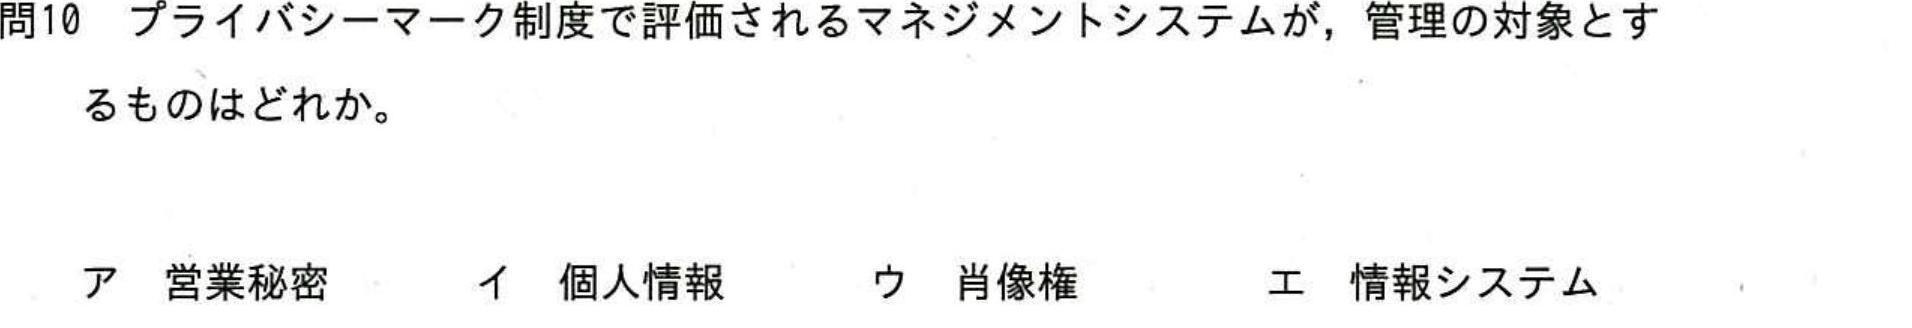 問10　プライバシーマーク制度で評価されるマネジメントシステムが，管理の対象とす
るものはどれか。
ア　営業秘密　イ　個人情報　ウ　肖像権　エ　情報システム